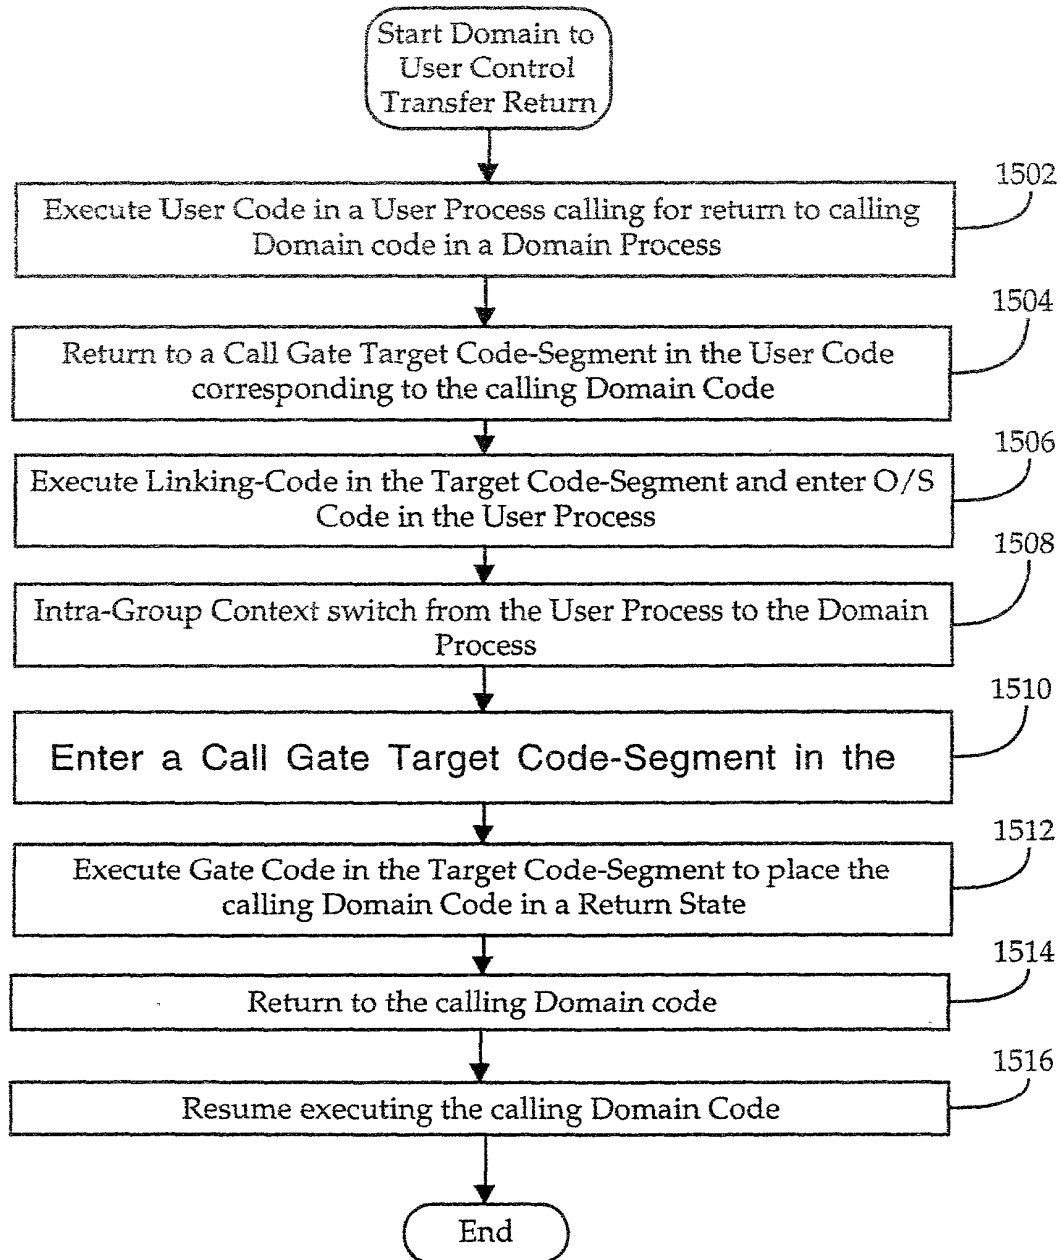 Start Domain to
User Control
Transfer Return
1502
Execute User Code in a User Process calling for return to calling
Domain code in a Domain Process
1504
Return to a Call Gate Target Code-Segment in the User Code
corresponding to the calling Domain Code
1506
Execute Linking-Code in the Target Code-Segment and enter O/S
Code in the User Process
1508
Intra-Group Context switch from the User Process to the Domain
Process
1510
Enter a Call Gate Target Code-Segment in the
1512
Execute Gate Code in the Target Code-Segment to place the
calling Domain Code in a Return State
1514
Return to the calling Domain code
1516
Resume executing the calling Domain Code
End